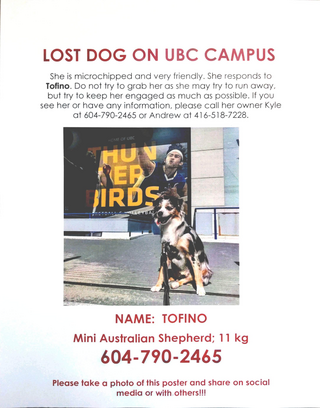 LOST DOG ON UBC CAMPUS
She is microchipped and very friendly. She responds to
Tofino. Do not try to grab her as she may try to run away,
but try to keep her engaged as much as possible. If you
see her or have any information, please call her owner Kyle
at 604-790-2465 or Andrew at 416-518-7228.
THUN
DER
BIRDS
NAME: TOFINO
Mini Australian Shepherd; 11 kg
604-790-2465
Please take a photo of this poster and share on social
media or with others!!!